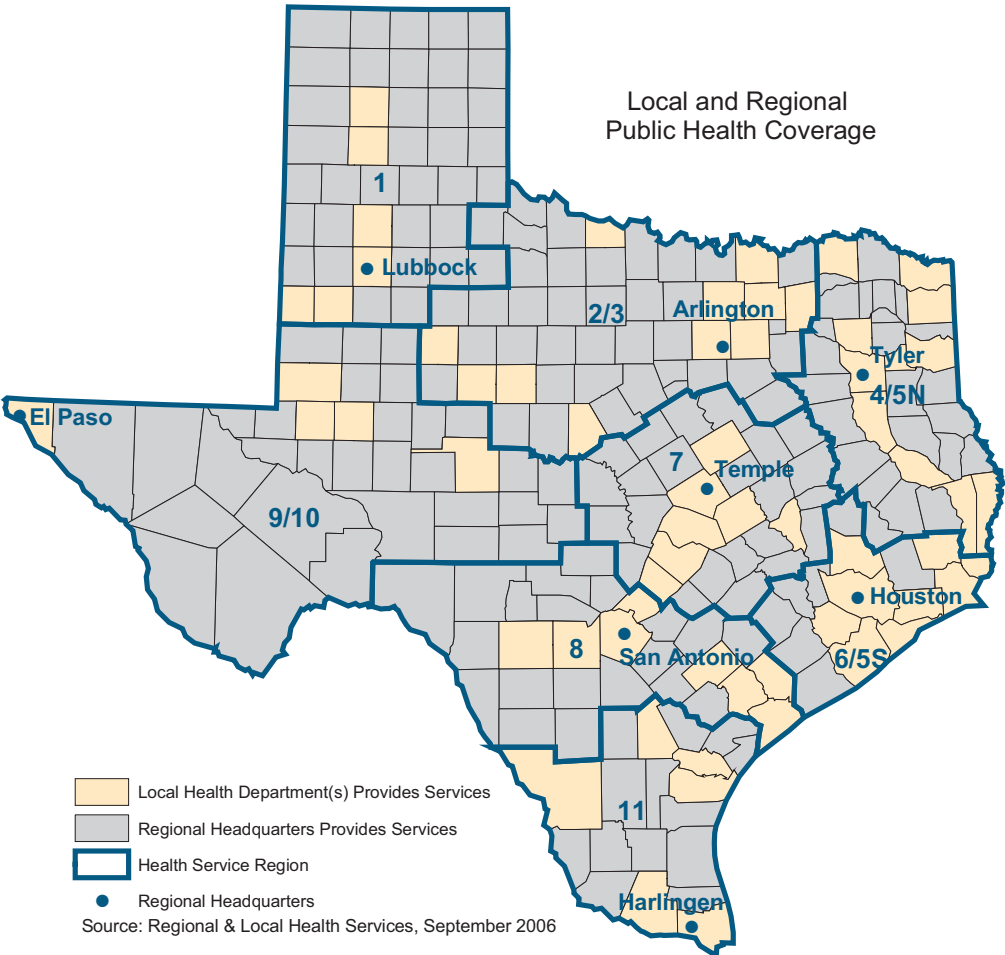 Local and Regional
Public Health Coverage
1
Lubbock
2/3
Arlington
Tyler
4/5N
El Paso
7
Temple
9/10
Houston
8
San Antonio
6/5S
11
Harlingen
Local Health Department(s) Provides Services
Regional Headquarters Provides Services
Health Service Region
Regional Headquarters
Source: Regional & Local Health Services, September 2006